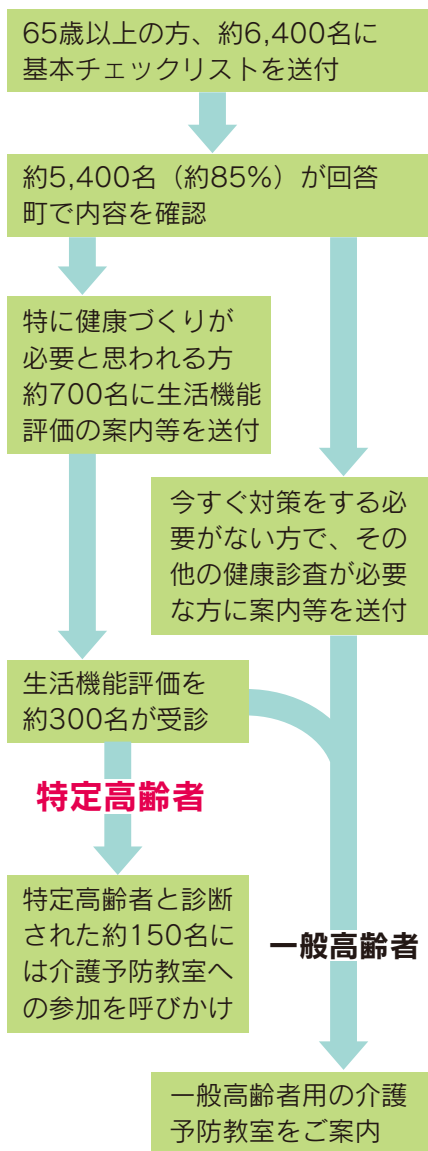 65歳以上の方、約6,400名に
基本チェックリストを送付
約5,400名（約85%）が回答
町で内容を確認
特に健康づくりが
必要と思われる方
約700名に生活機能
評価の案内等を送付
今すぐ対策をする必
要がない方で、その
他の健康診査が必要
な方に案内等を送付
生活機能評価を
約300名が受診
特定高齢者
特定高齢者と診断
された約150名に
は介護予防教室へ
の参加を呼びかけ
一般高齢者
一般高齢者用の介護
予防教室をご案内